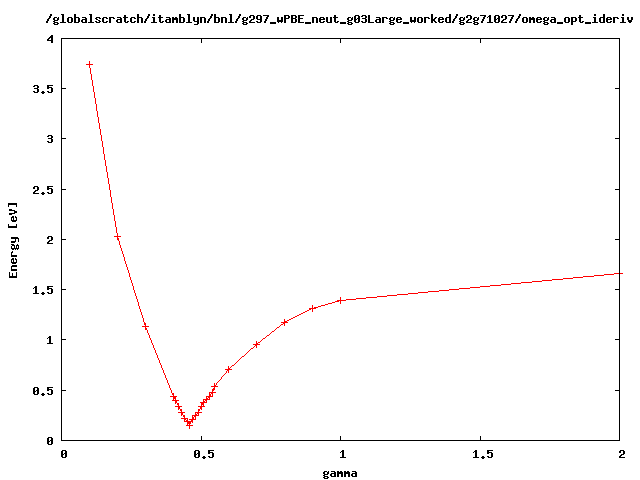 /globalscratch/itamblyn/bnl/g297_wPBE_neut_g03Large_worked/g2g71027/omega_opt_ideriv
4
3.5
3
2.5
2
1.5
1
0.5
0
Energy [eV]
0 0.5 1 1.5 2
gamma